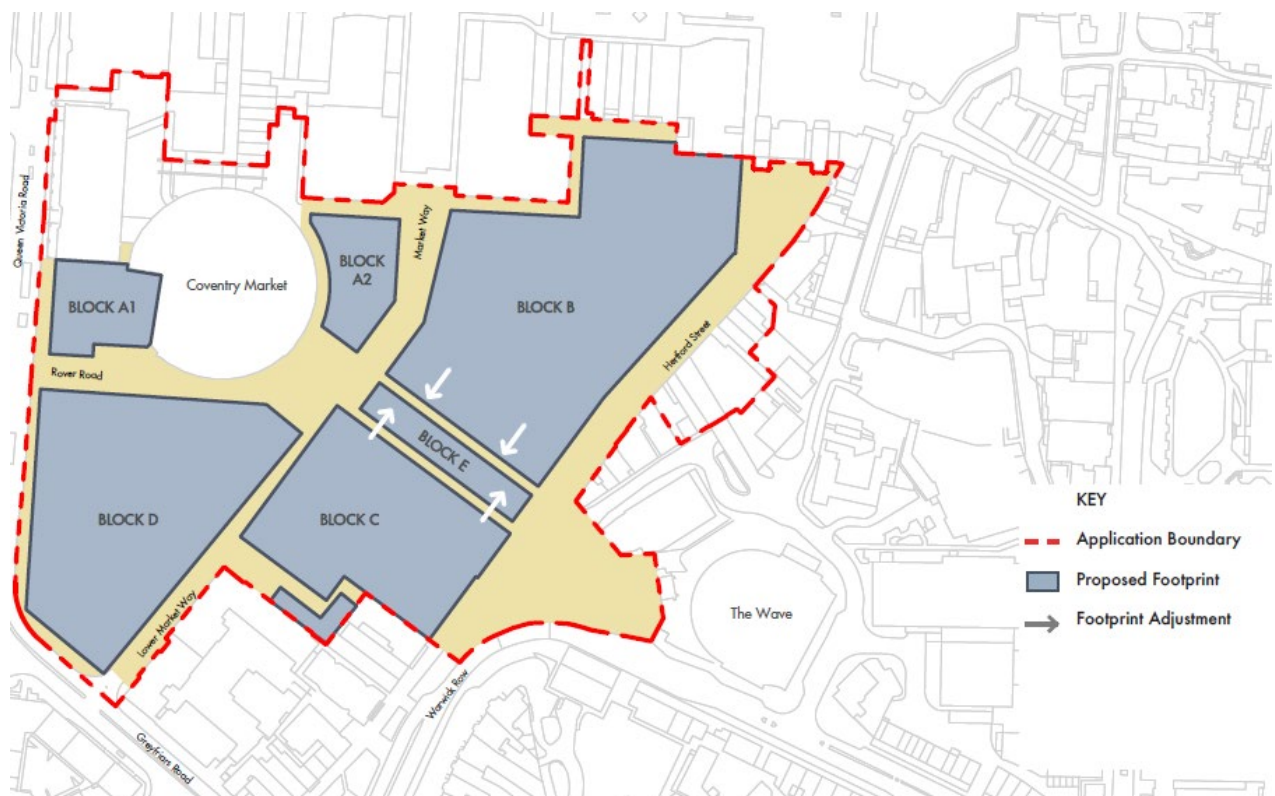 Queen Victoria Road
Market Way
BLOCK
A2
BLOCK A1
Coventry Market
BLOCK B
Hertford Street
Rover Road
BLOCK E
BLOCK D
BLOCK C
Lower Market Way
The Wave
Warwick Row
Greyfriars Road
KEY
Application Boundary
Proposed Footprint
Footprint Adjustment